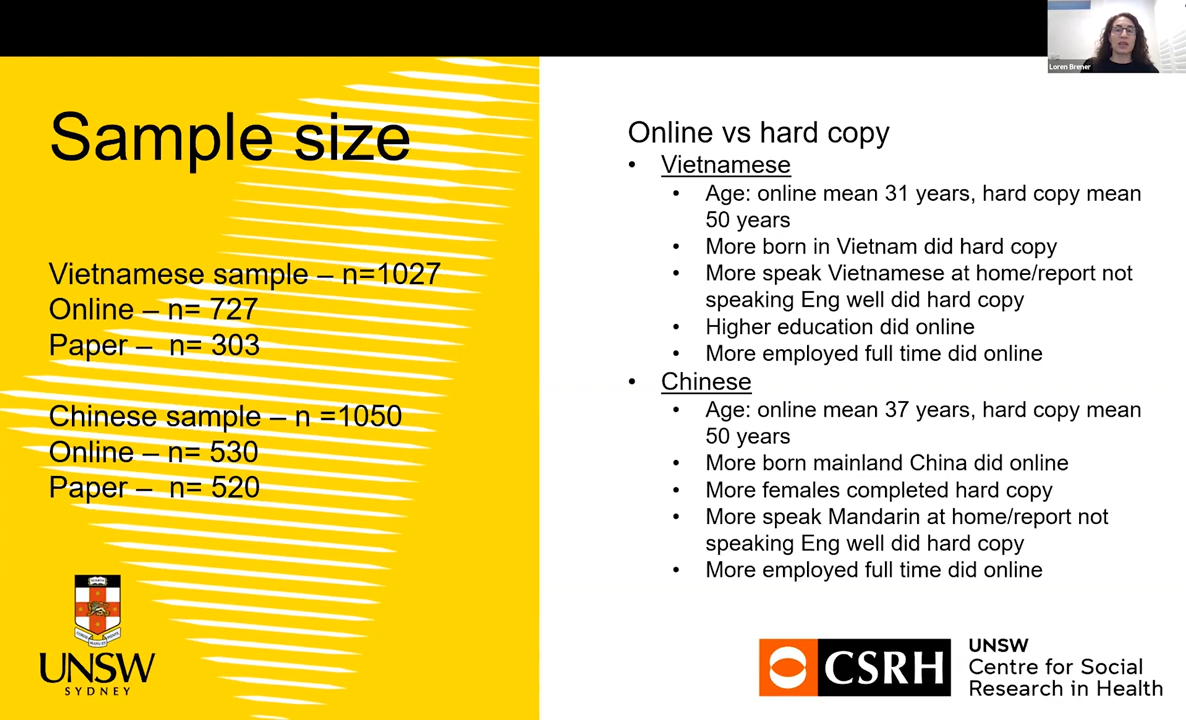 Loren Brener
Sample size
Vietnamese sample – n=1027
Online – n= 727
Paper – n= 303
Chinese sample – n =1050
Online – n= 530
Paper – n= 520
UNSW
SYDNEY
Online vs hard copy
• Vietnamese
• Age: online mean 31 years, hard copy mean
50 years
• More born in Vietnam did hard copy
• More speak Vietnamese at home/report not
speaking Eng well did hard copy
• Higher education did online
• More employed full time did online
• Chinese
• Age: online mean 37 years, hard copy mean
50 years
• More born mainland China did online
• More females completed hard copy
• More speak Mandarin at home/report not
speaking Eng well did hard copy
• More employed full time did online
CSRH
UNSW
Centre for Social
Research in Health